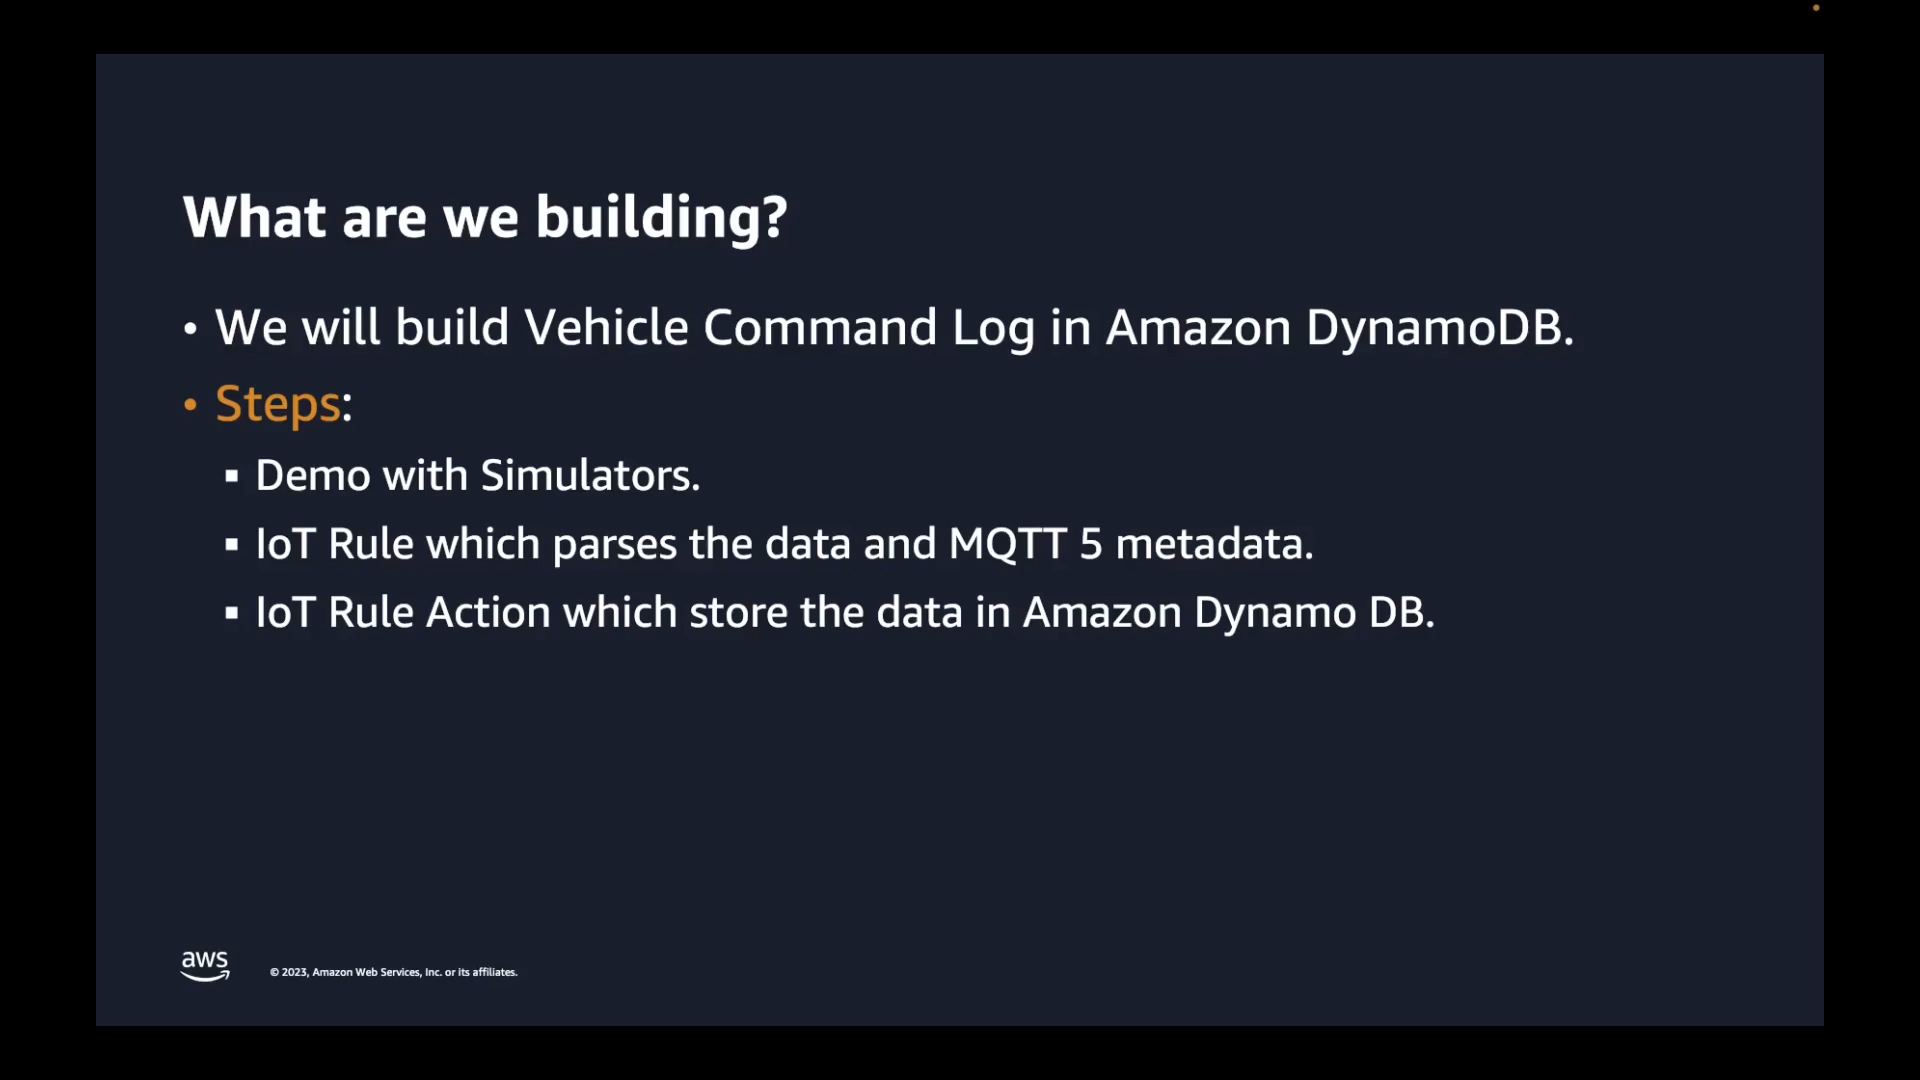 What are we building?
• We will build Vehicle Command Log in Amazon DynamoDB.
• Steps:
▪ Demo with Simulators.
▪ IoT Rule which parses the data and MQTT 5 metadata.
▪ IoT Rule Action which store the data in Amazon Dynamo DB.
aws
© 2023, Amazon Web Services, Inc. or its affiliates.